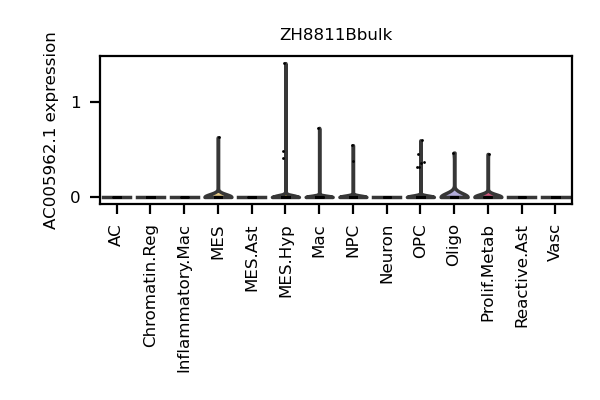 ZH8811Bbulk
AC005962.1 expression
1
0
AC
Chromatin.Reg
Inflammatory.Mac
MES
MES.Ast
MES.Hyp
Mac
NPC
Neuron
OPC
Oligo
Prolif.Metab
Reactive.Ast
Vasc